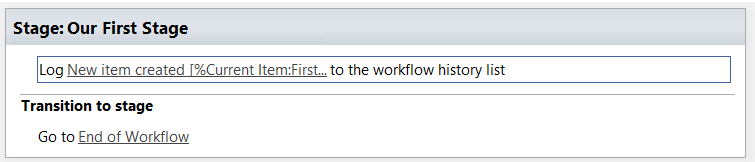 Stage: Our First Stage
Log New item created [%Current Item:First... to the workflow history list
Transition to stage
Go to End of Workflow